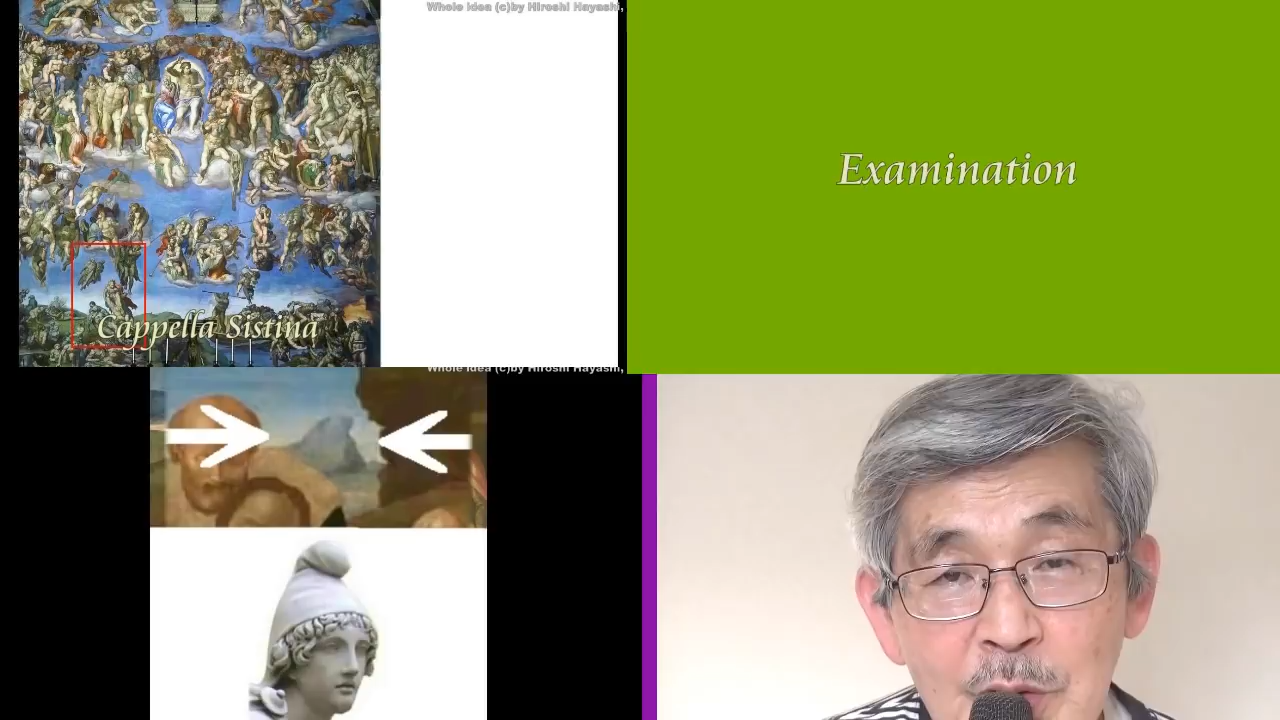 Whole Idea (c)by Hiroshi Hayashi,
Examination
Cappella Sistina
Whole Idea (c)by Hiroshi Hayashi,